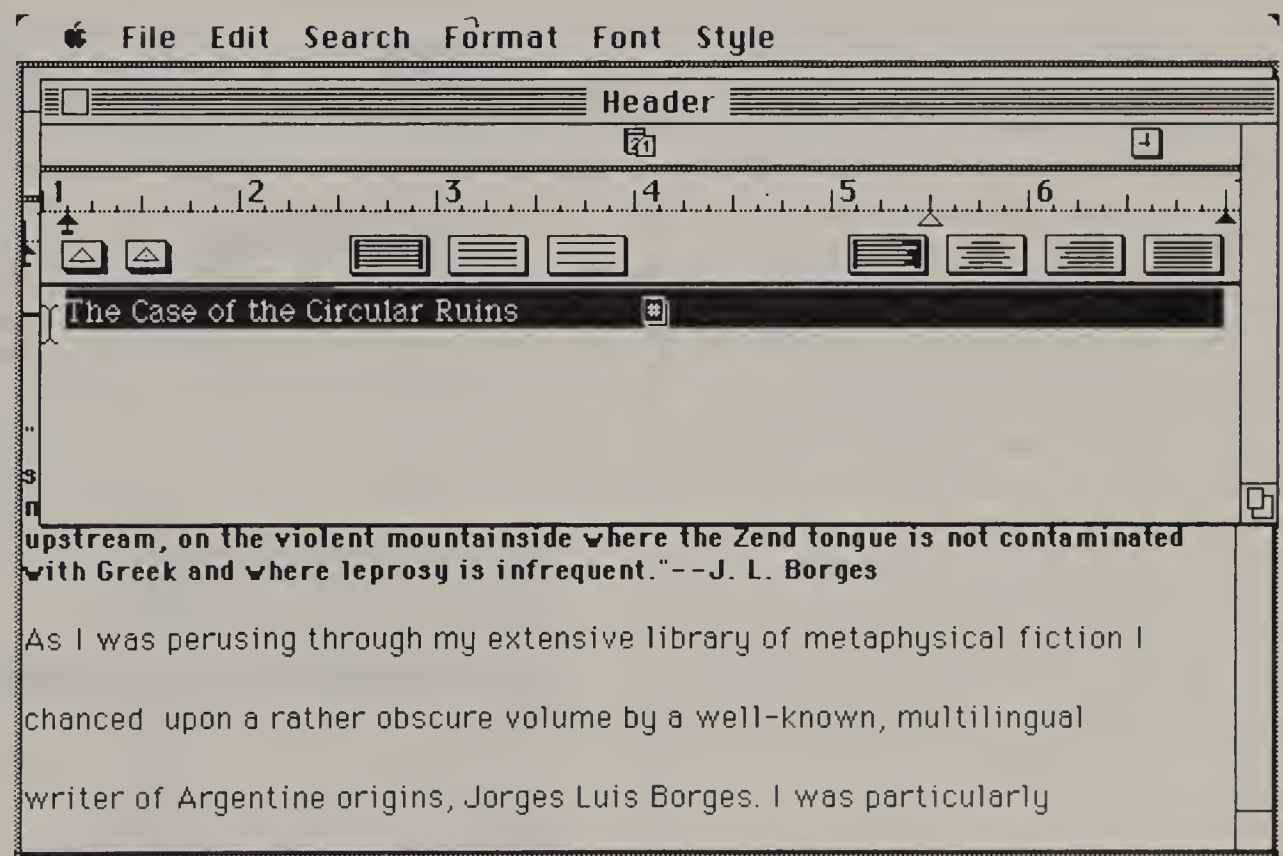 File Edit Search Format Font Style
Header
21
1 2 3 4 5 6
The Case of the Circular Ruins #
"
s
n
upstream, on the violent mountainside where the Zend tongue is not contaminated
with Greek and where leprosy is infrequent."--J. L. Borges
As I was perusing through my extensive library of metaphysical fiction I
chanced upon a rather obscure volume by a well-known, multilingual
writer of Argentine origins, Jorges Luis Borges. I was particularly